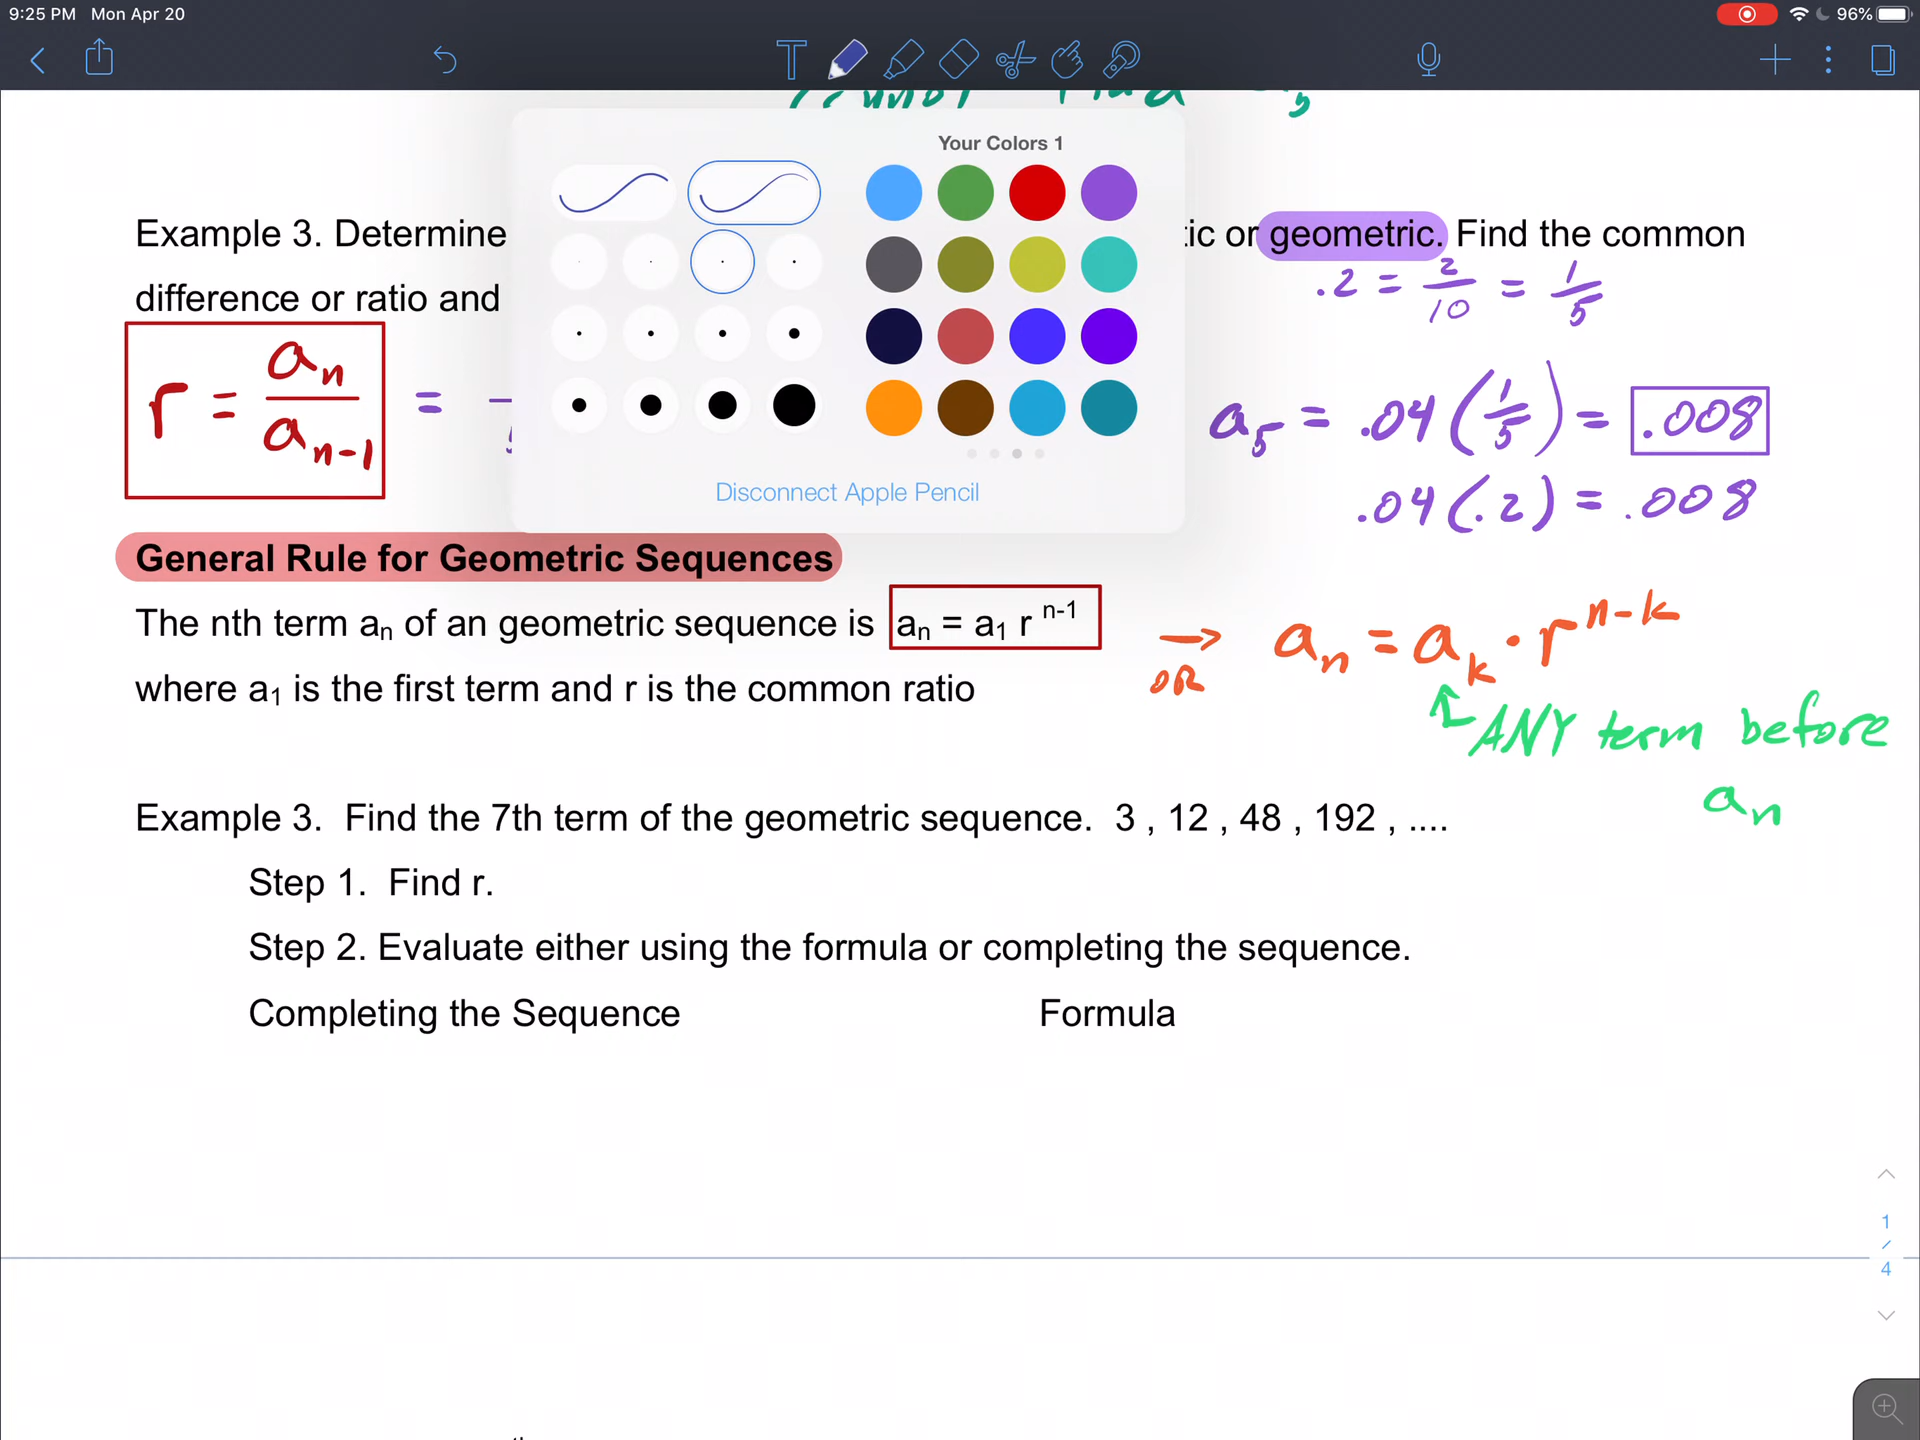 9:25 PM Mon Apr 20
96%
Your Colors 1
Example 3. Determine
tic or geometric. Find the common
.2 = 2/10 = 1/5
difference or ratio and
r = an/an-1 =
a5 = .04 (1/5) = .008
.04 (.2) = .008
Disconnect Apple Pencil
General Rule for Geometric Sequences
The nth term an of an geometric sequence is an = a1 r n-1
→ OR an = ak · r n-k
where a1 is the first term and r is the common ratio
ANY term before
an
Example 3. Find the 7th term of the geometric sequence. 3 , 12 , 48 , 192 , ....
Step 1. Find r.
Step 2. Evaluate either using the formula or completing the sequence.
Completing the Sequence Formula
1
/
4